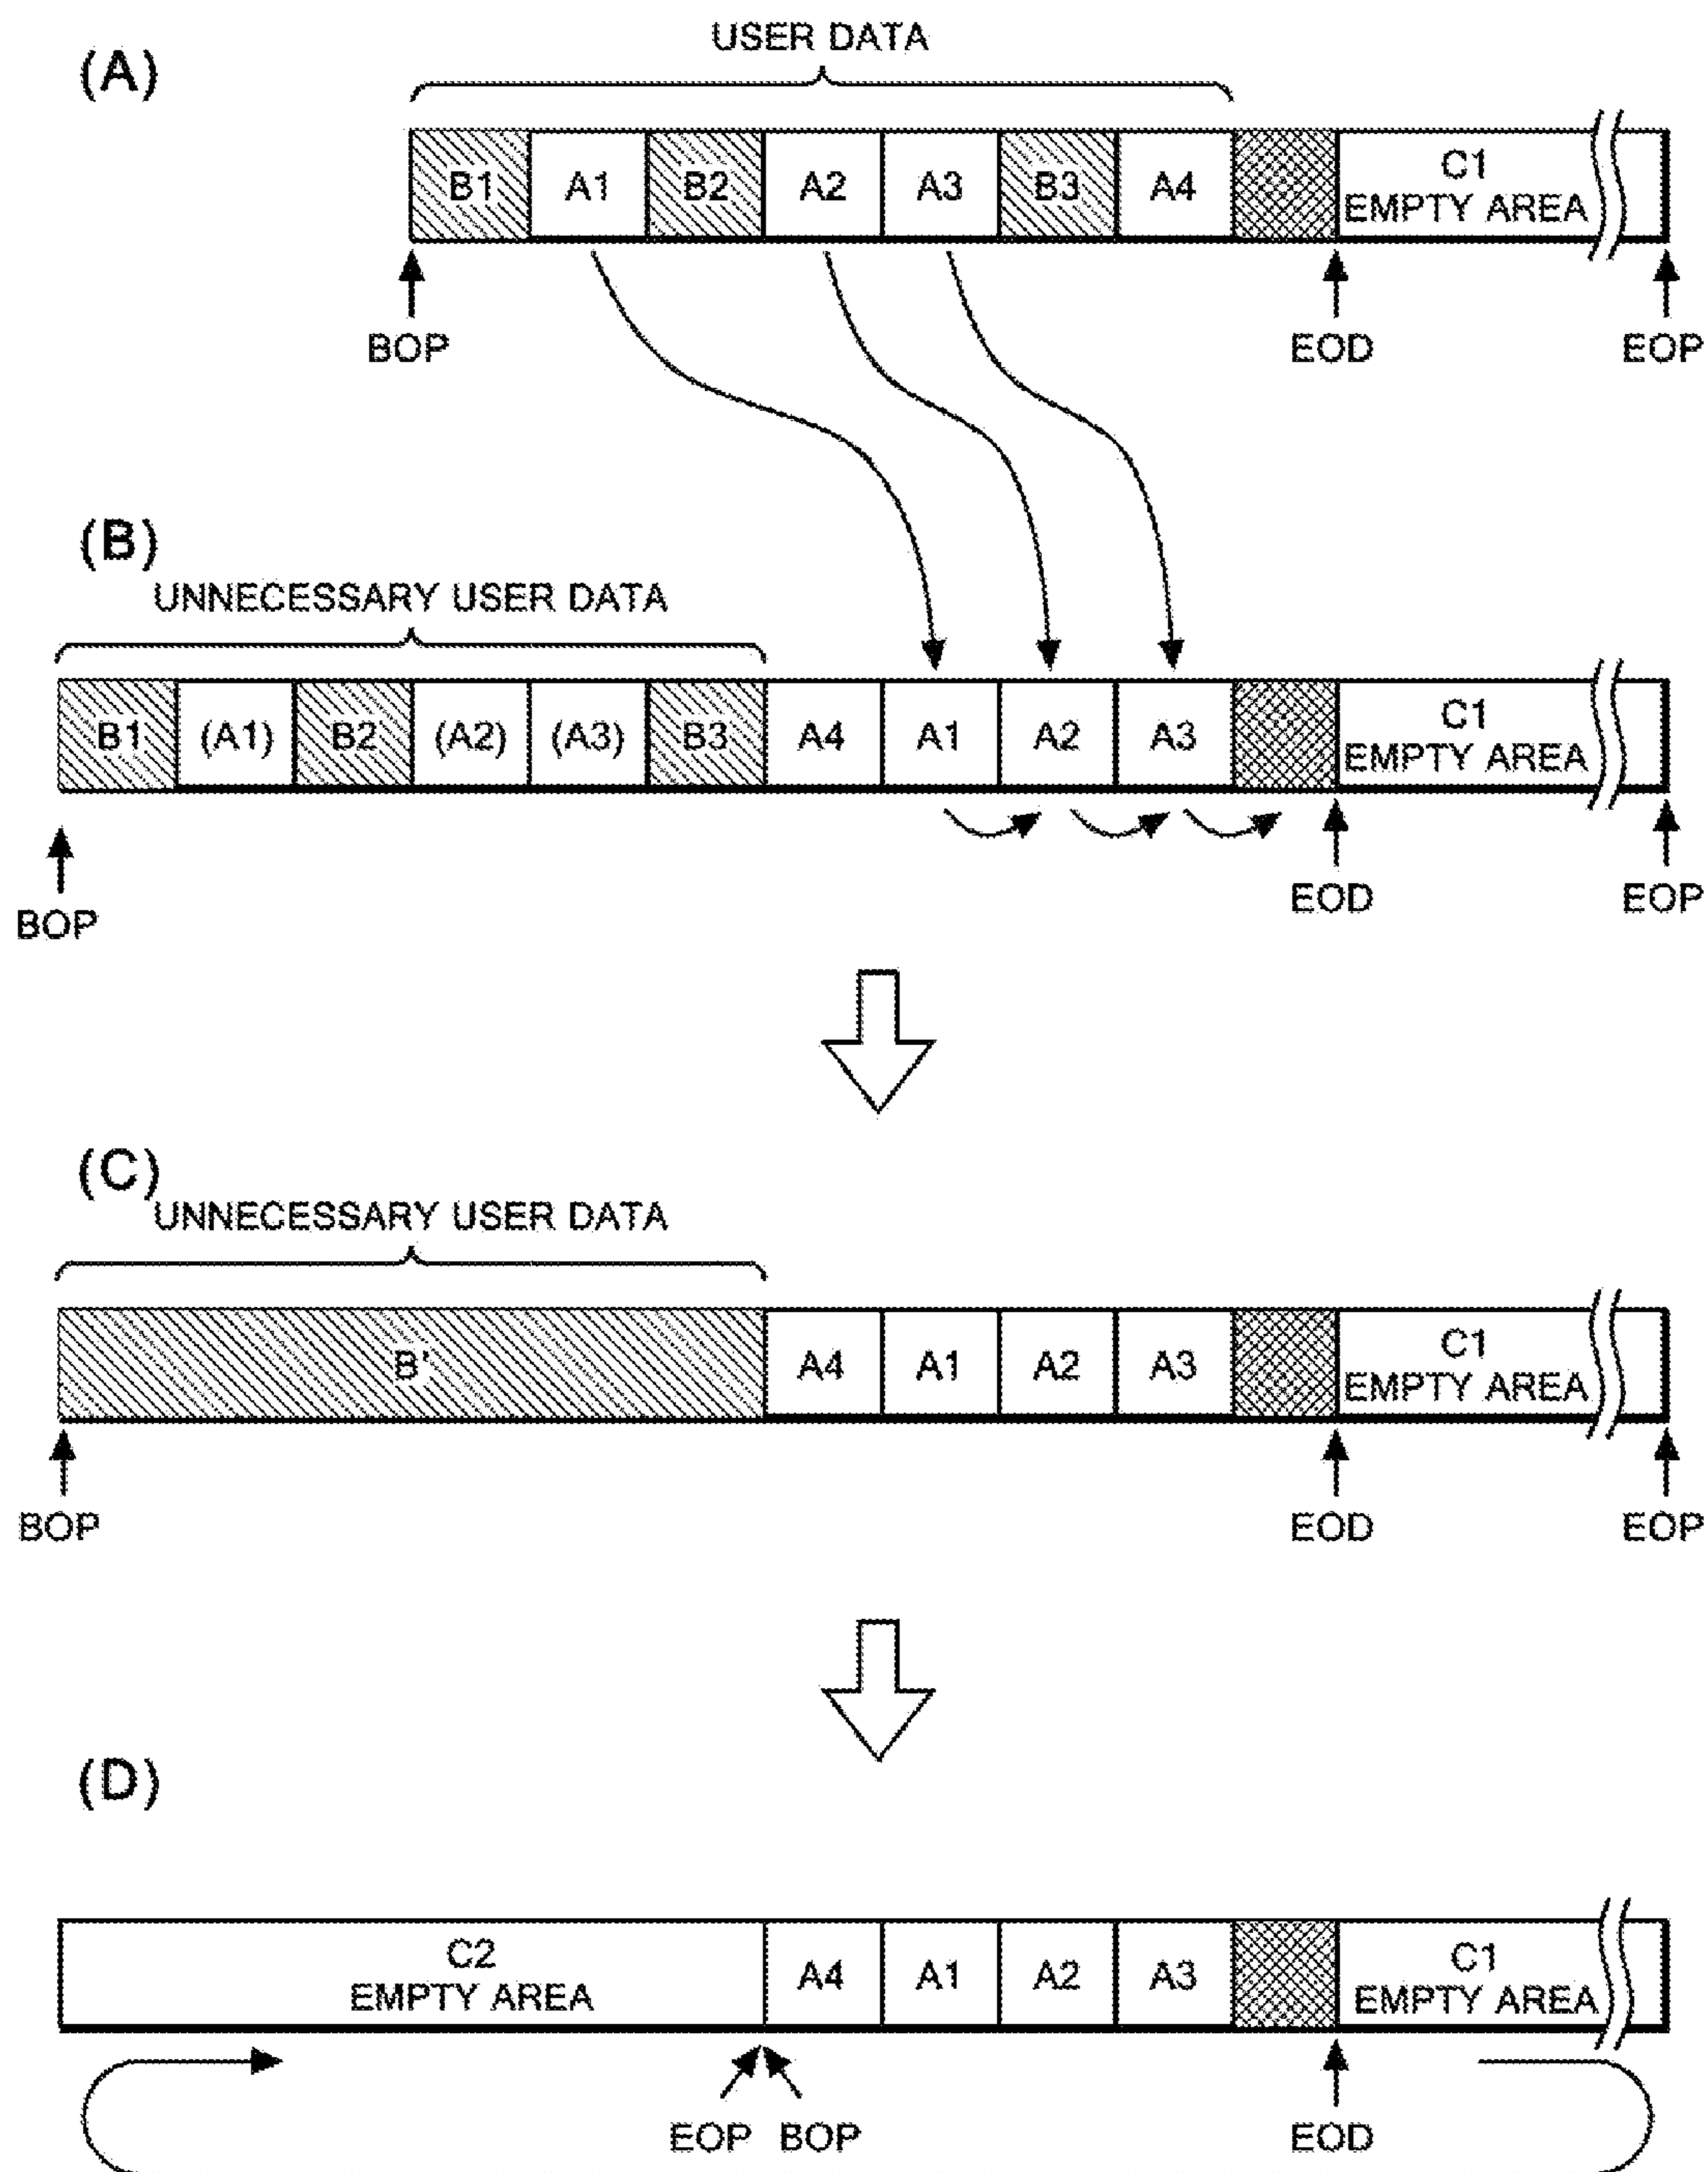 (A)
USER DATA
B1 A1 B2 A2 A3 B3 A4 C1
EMPTY AREA
BOP EOD EOP
(B)
UNNECESSARY USER DATA
B1 (A1) B2 (A2) (A3) B3 A4 A1 A2 A3 C1
EMPTY AREA
BOP EOD EOP
(C)
UNNECESSARY USER DATA
B' A4 A1 A2 A3 C1
EMPTY AREA
BOP EOD EOP
(D)
C2 A4 A1 A2 A3 C1
EMPTY AREA EMPTY AREA
EOP BOP EOD